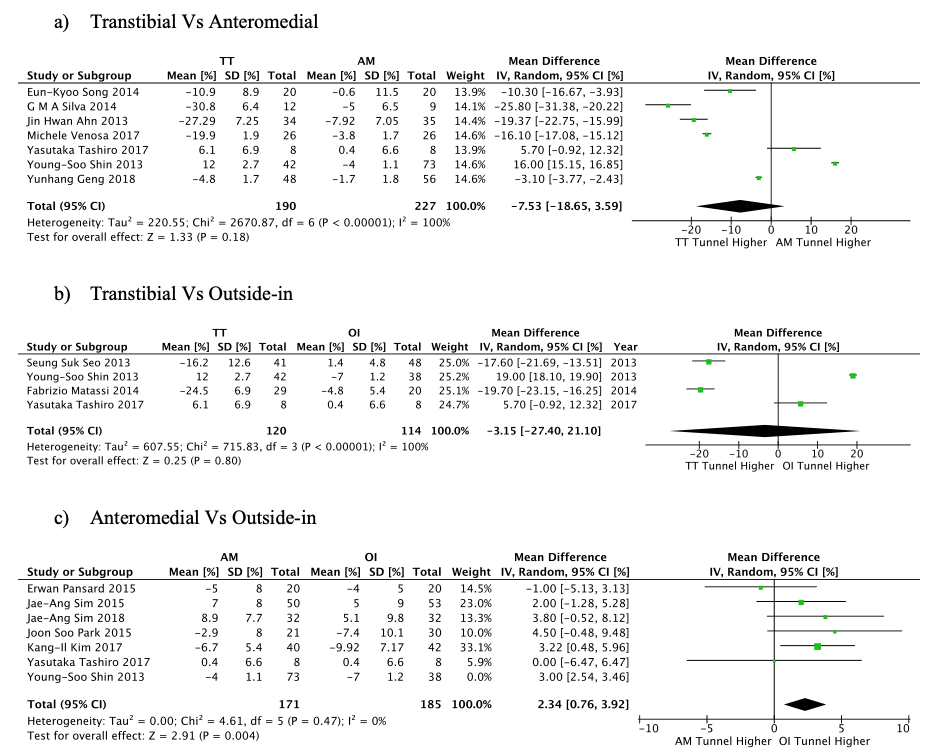 a) Transtibial Vs Anteromedial
TT AM Mean Difference Mean Difference
Study or Subgroup Mean [%] SD [%] Total Mean [%] SD [%] Total Weight IV, Random, 95% CI [%] IV, Random, 95% CI [%]
Eun-Kyoo Song 2014 -10.9 8.9 20 -0.6 11.5 20 13.9% -10.30 [-16.67, -3.93]
G M A Silva 2014 -30.8 6.4 12 -5 6.5 9 14.1% -25.80 [-31.38, -20.22]
Jin Hwan Ahn 2013 -27.29 7.25 34 -7.92 7.05 35 14.4% -19.37 [-22.75, -15.99]
Michele Venosa 2017 -19.9 1.9 26 -3.8 1.7 26 14.6% -16.10 [-17.08, -15.12]
Yasutaka Tashiro 2017 6.1 6.9 8 0.4 6.6 8 13.9% 5.70 [-0.92, 12.32]
Young-Soo Shin 2013 12 2.7 42 -4 1.1 73 14.6% 16.00 [15.15, 16.85]
Yunhang Geng 2018 -4.8 1.7 48 -1.7 1.8 56 14.6% -3.10 [-3.77, -2.43]
Total (95% CI) 190 227 100.0% -7.53 [-18.65, 3.59]
Heterogeneity: Tau² = 220.55; Chi² = 2670.87, df = 6 (P < 0.00001); I² = 100%
Test for overall effect: Z = 1.33 (P = 0.18)
-20 -10 0 10 20
TT Tunnel Higher AM Tunnel Higher
b) Transtibial Vs Outside-in
TT OI Mean Difference Mean Difference
Study or Subgroup Mean [%] SD [%] Total Mean [%] SD [%] Total Weight IV, Random, 95% CI [%] Year IV, Random, 95% CI [%]
Seung Suk Seo 2013 -16.2 12.6 41 1.4 4.8 48 25.0% -17.60 [-21.69, -13.51] 2013
Young-Soo Shin 2013 12 2.7 42 -7 1.2 38 25.2% 19.00 [18.10, 19.90] 2013
Fabrizio Matassi 2014 -24.5 6.9 29 -4.8 5.4 20 25.1% -19.70 [-23.15, -16.25] 2014
Yasutaka Tashiro 2017 6.1 6.9 8 0.4 6.6 8 24.7% 5.70 [-0.92, 12.32] 2017
Total (95% CI) 120 114 100.0% -3.15 [-27.40, 21.10]
Heterogeneity: Tau² = 607.55; Chi² = 715.83, df = 3 (P < 0.00001); I² = 100%
Test for overall effect: Z = 0.25 (P = 0.80)
-20 -10 0 10 20
TT Tunnel Higher OI Tunnel Higher
c) Anteromedial Vs Outside-in
AM OI Mean Difference Mean Difference
Study or Subgroup Mean [%] SD [%] Total Mean [%] SD [%] Total Weight IV, Random, 95% CI [%] IV, Random, 95% CI [%]
Erwan Pansard 2015 -5 8 20 -4 5 20 14.5% -1.00 [-5.13, 3.13]
Jae-Ang Sim 2015 7 8 50 5 9 53 23.0% 2.00 [-1.28, 5.28]
Jae-Ang Sim 2018 8.9 7.7 32 5.1 9.8 32 13.3% 3.80 [-0.52, 8.12]
Joon Soo Park 2015 -2.9 8 21 -7.4 10.1 30 10.0% 4.50 [-0.48, 9.48]
Kang-Il Kim 2017 -6.7 5.4 40 -9.92 7.17 42 33.1% 3.22 [0.48, 5.96]
Yasutaka Tashiro 2017 0.4 6.6 8 0.4 6.6 8 5.9% 0.00 [-6.47, 6.47]
Young-Soo Shin 2013 -4 1.1 73 -7 1.2 38 0.0% 3.00 [2.54, 3.46]
Total (95% CI) 171 185 100.0% 2.34 [0.76, 3.92]
Heterogeneity: Tau² = 0.00; Chi² = 4.61, df = 5 (P = 0.47); I² = 0%
Test for overall effect: Z = 2.91 (P = 0.004)
-10 -5 0 5 10
AM Tunnel Higher OI Tunnel Higher